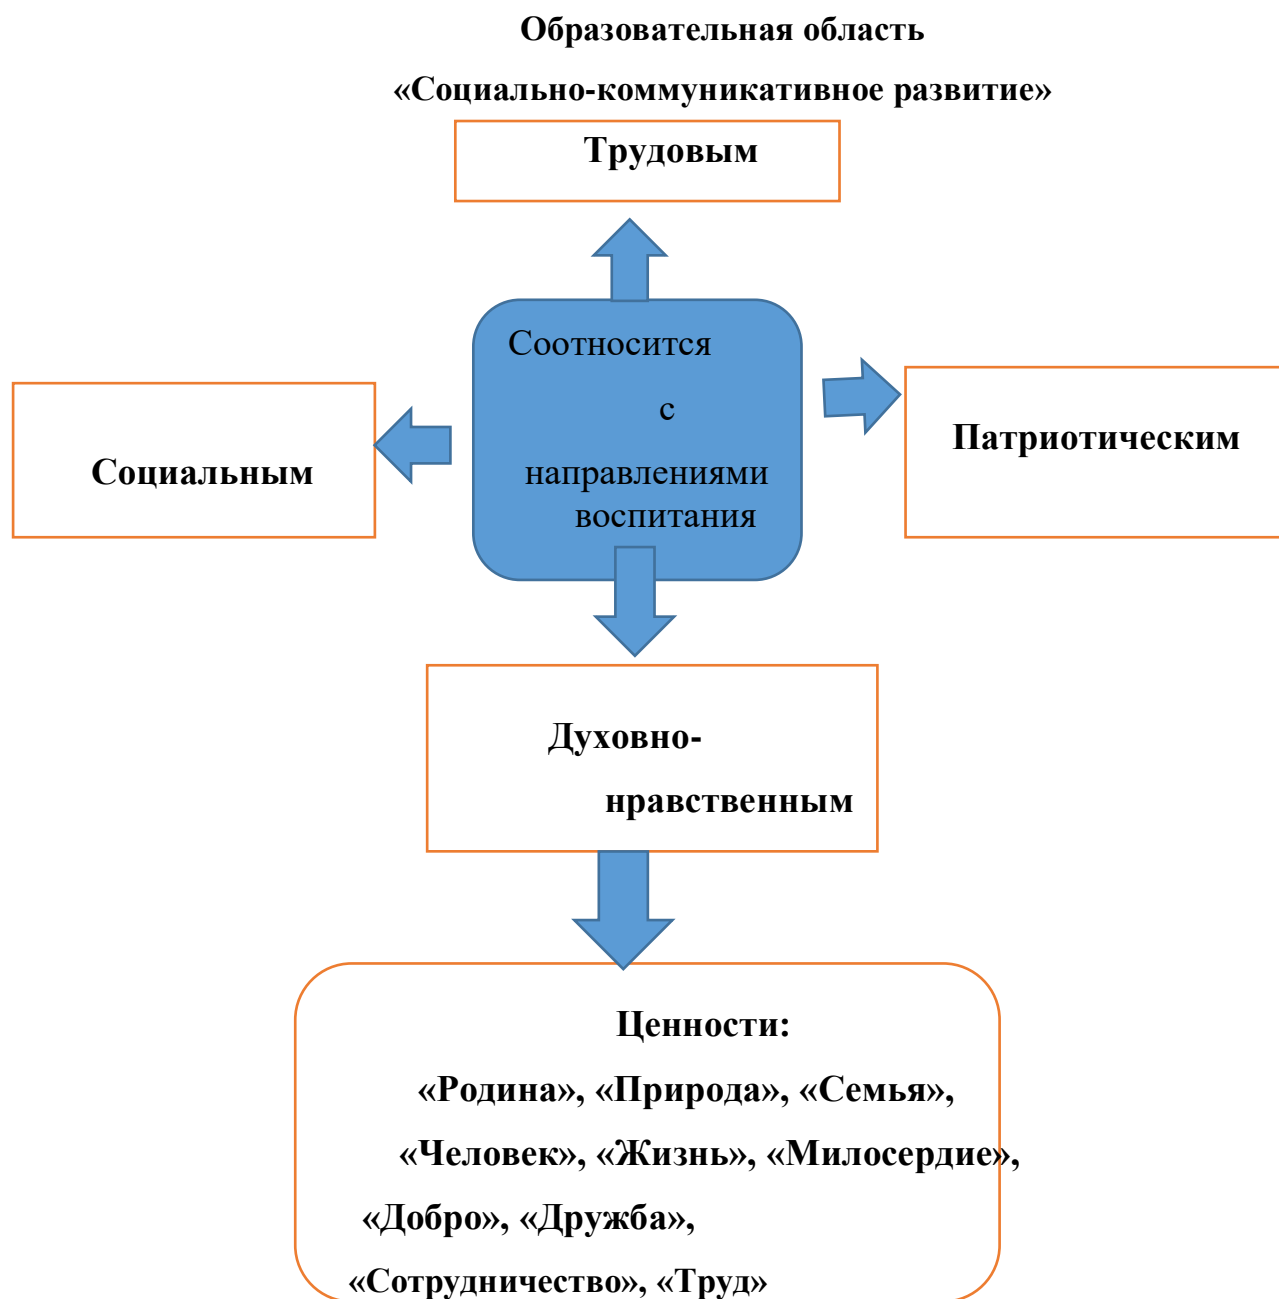 Образовательная область
«Социально-коммуникативное развитие»
Трудовым
Соотносится
с
направлениями
воспитания
Социальным
Патриотическим
Духовно-
нравственным
Ценности:
«Родина», «Природа», «Семья»,
«Человек», «Жизнь», «Милосердие»,
«Добро», «Дружба»,
«Сотрудничество», «Труд»